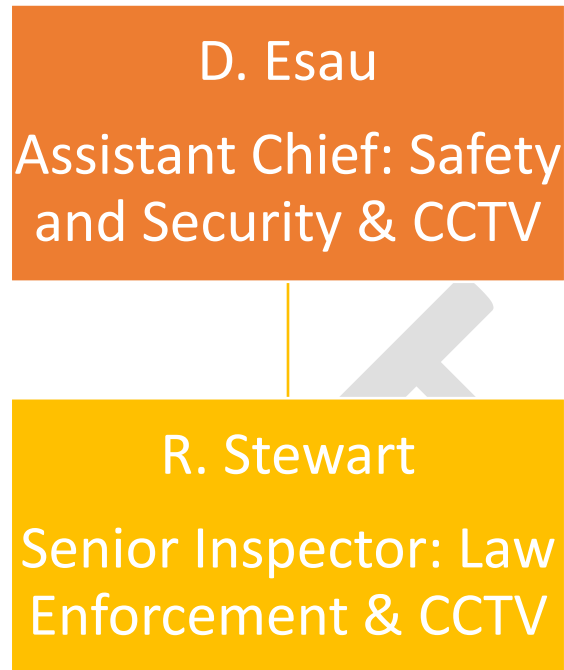 D. Esau
Assistant Chief: Safety
and Security & CCTV
R. Stewart
Senior Inspector: Law
Enforcement & CCTV